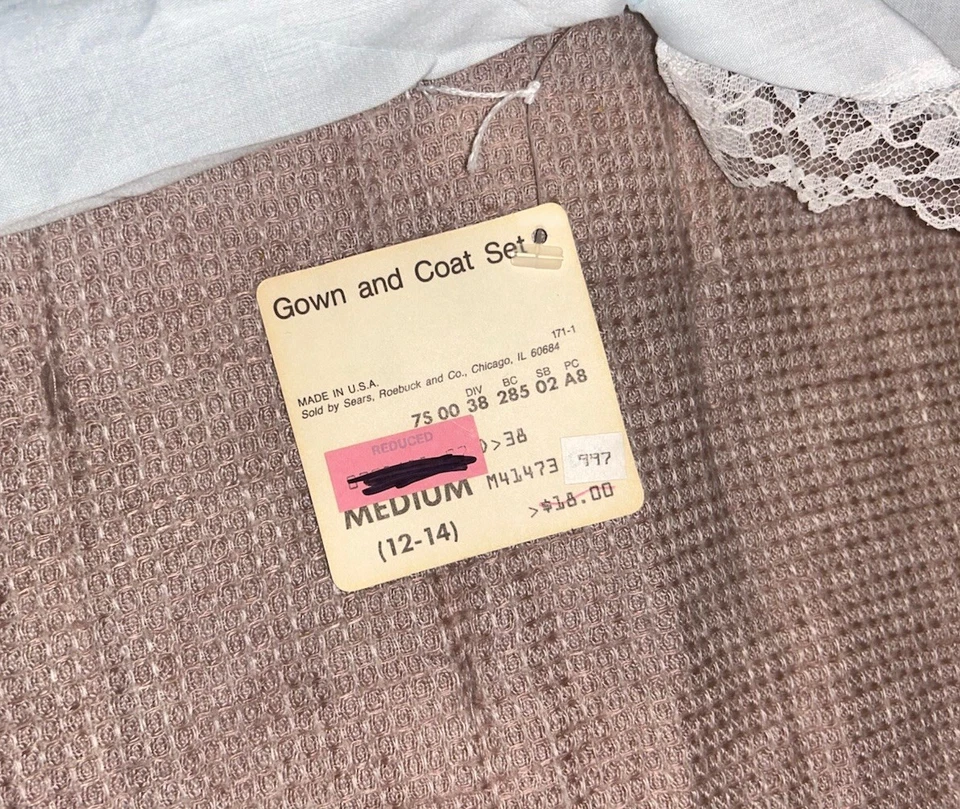 Gown and Coat Set
171-1
MADE IN U.S.A.
Sold by Sears, Roebuck and Co., Chicago, IL 60684
DIV BC SB PC
75 00 38 285 02 A8
REDUCED
>38
M41473
997
MEDIUM
>$18.00
(12-14)